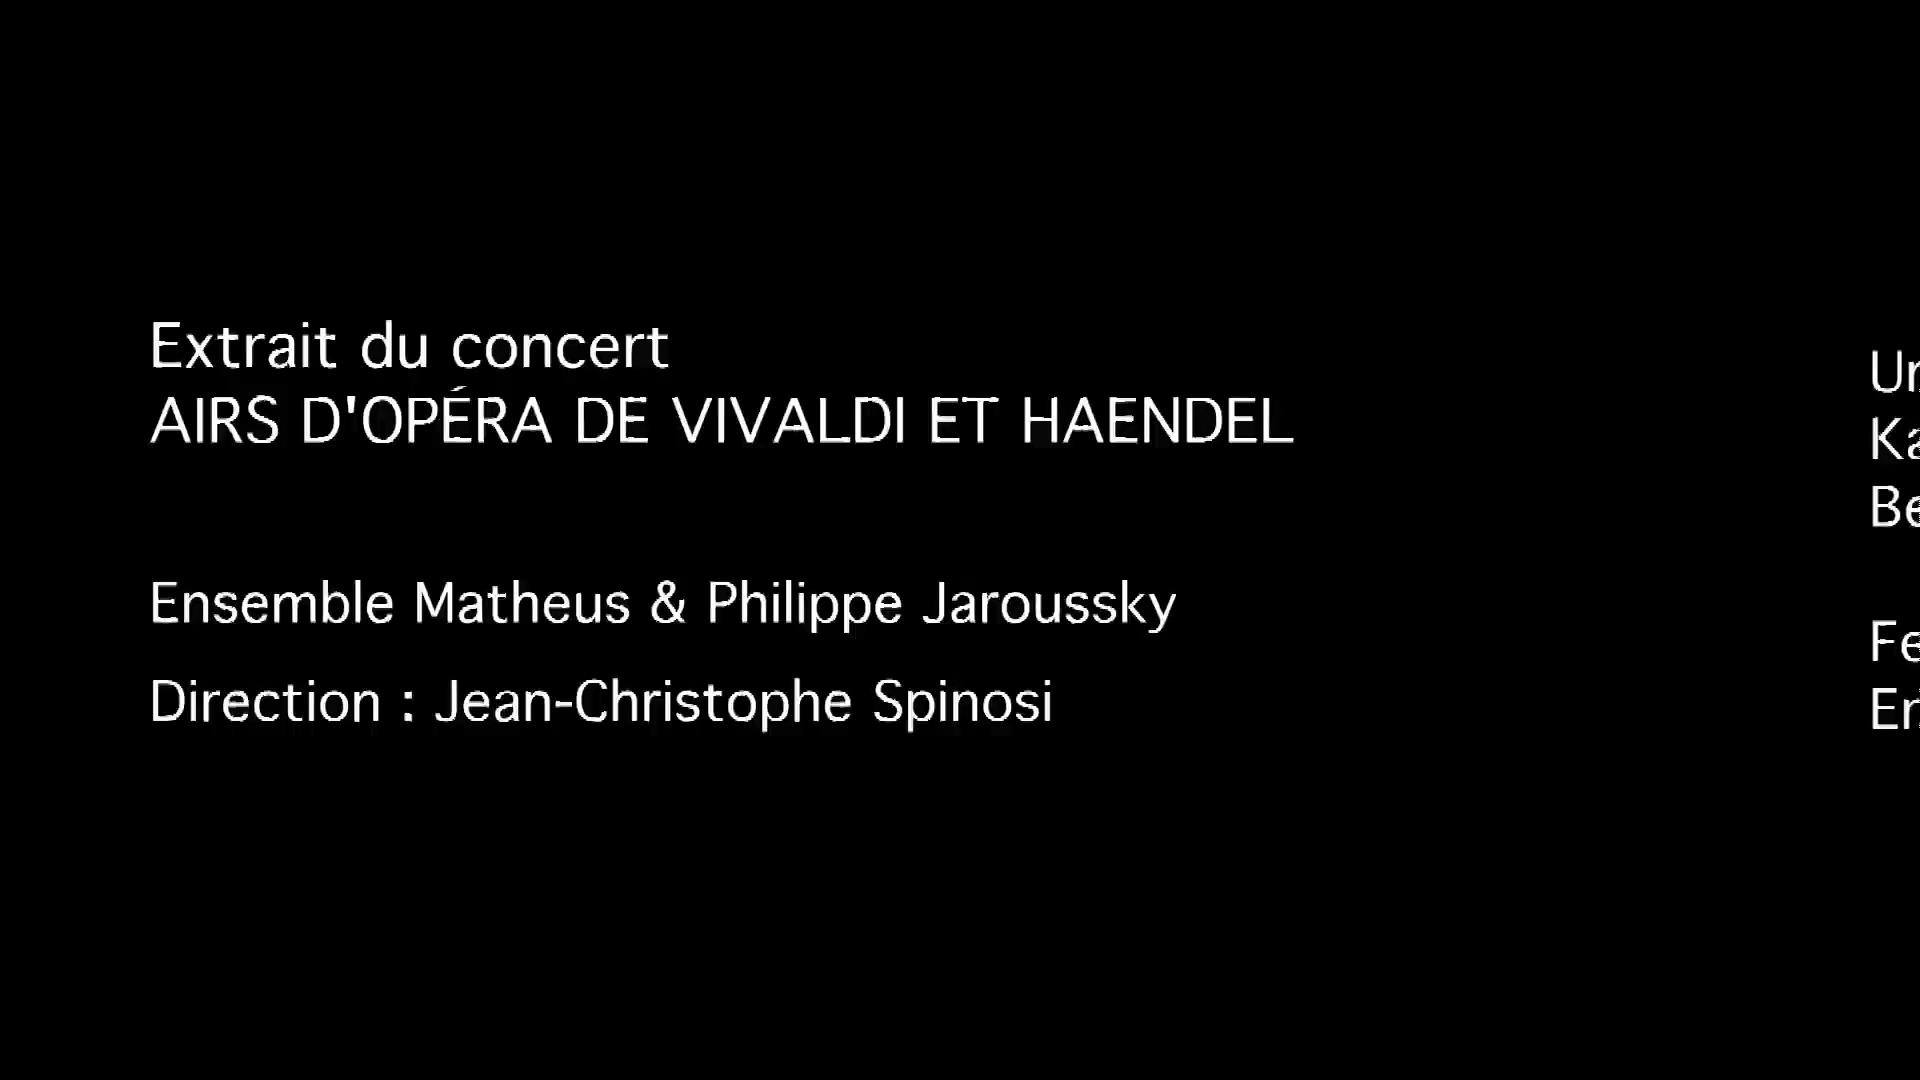 Extrait du concert
AIRS D'OPÉRA DE VIVALDI ET HAENDEL
Ensemble Matheus & Philippe Jaroussky
Direction : Jean-Christophe Spinosi